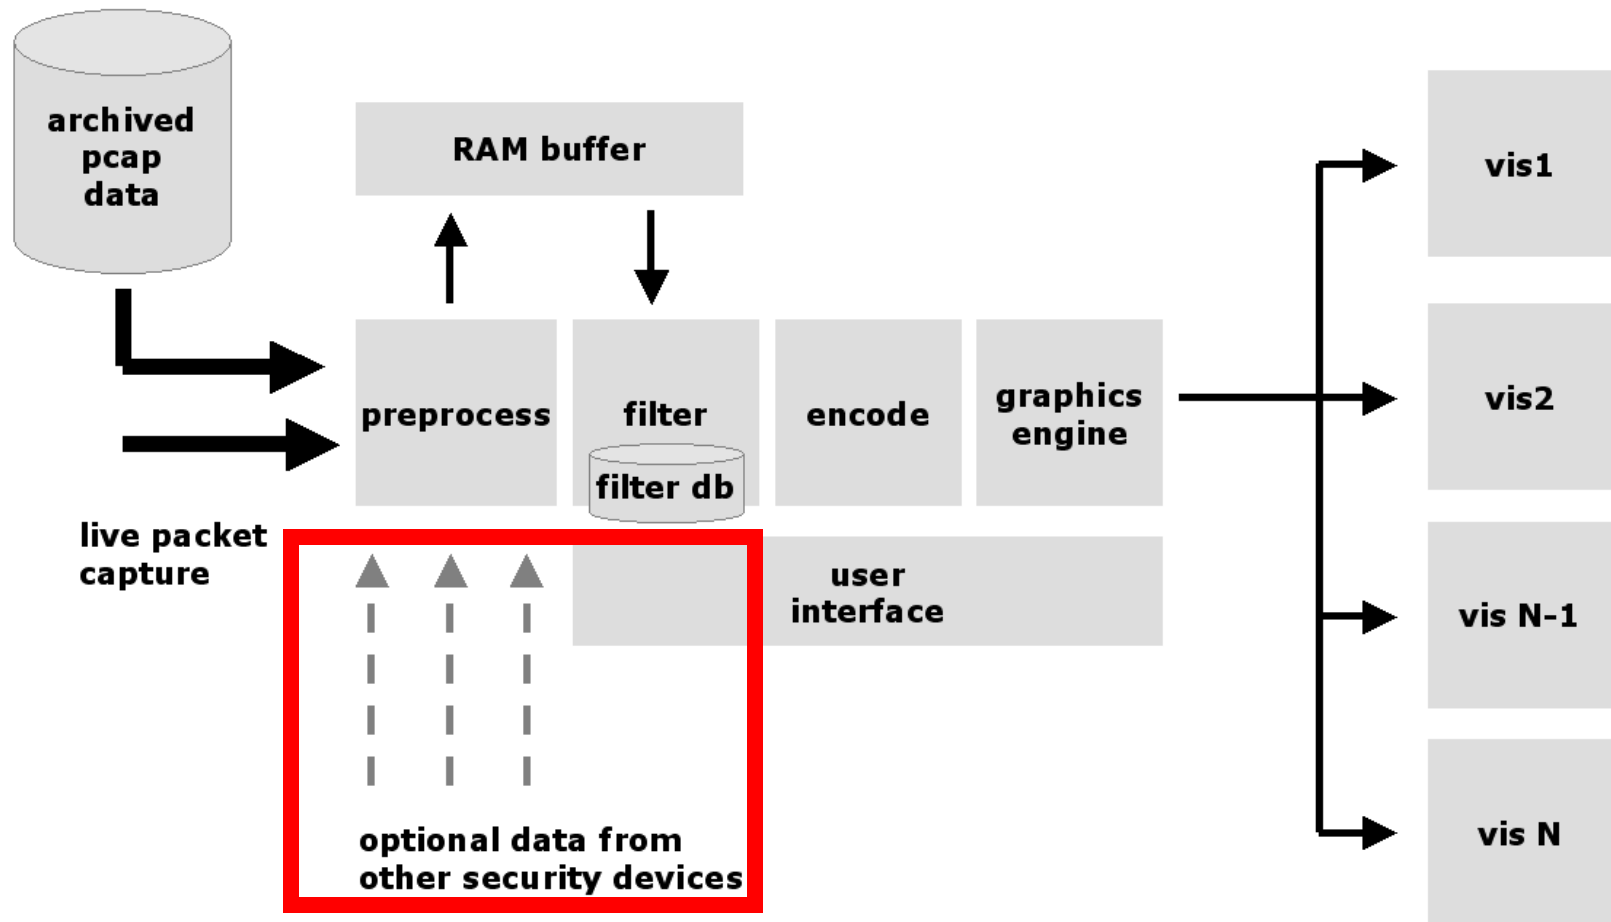 archived
pcap
data
RAM buffer
vis1
preprocess
filter
filter db
encode
graphics
engine
vis2
live packet
capture
user
interface
vis N-1
optional data from
other security devices
vis N